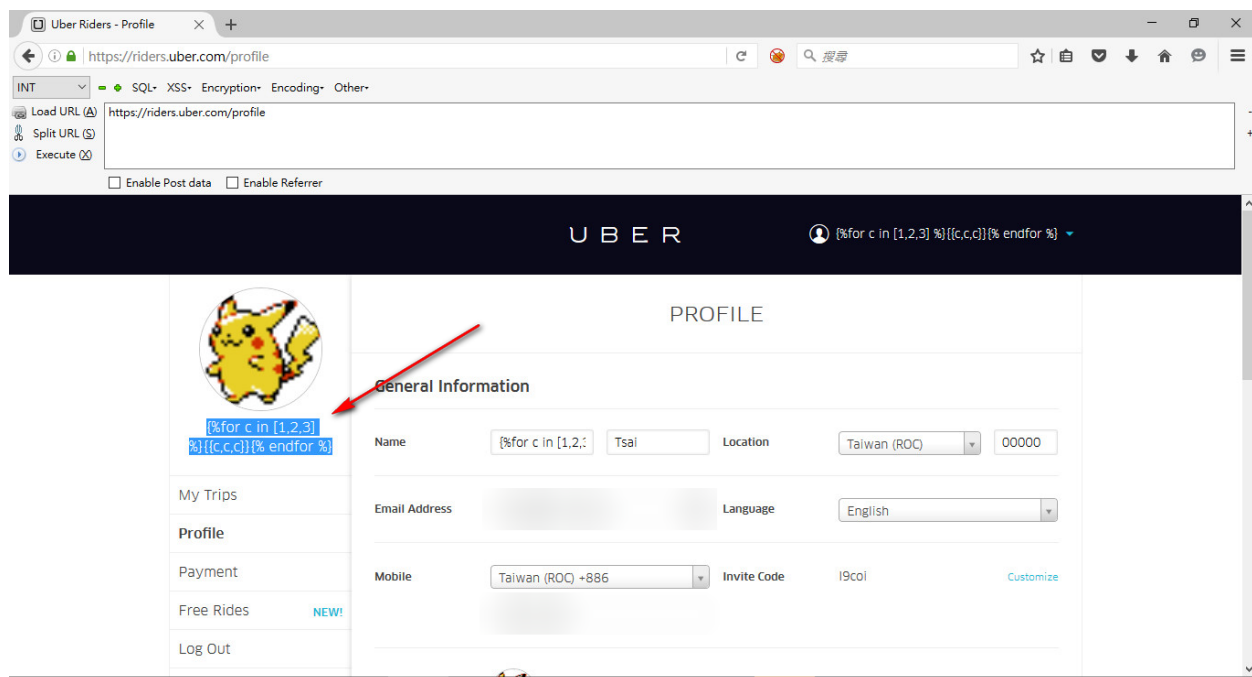 Uber Riders - Profile
https://riders.uber.com/profile
搜尋
INT SQL- XSS- Encryption- Encoding- Other-
Load URL (A) https://riders.uber.com/profile
Split URL (S)
Execute (X)
Enable Post data Enable Referrer
UBER {%for c in [1,2,3] %}{{c,c,c}}{% endfor %}
PROFILE
{%for c in [1,2,3]
%}{{c,c,c}}{% endfor %}
General Information
Name {%for c in [1,2,: Tsai Location Taiwan (ROC) 00000
My Trips
Email Address Language English
Profile
Payment
Mobile Taiwan (ROC) +886 Invite Code l9coi Customize
Free Rides NEW!
Log Out